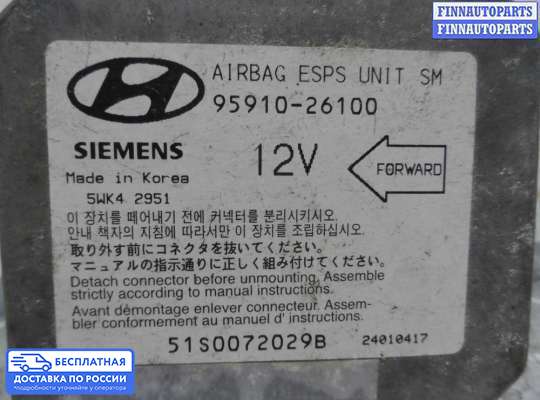 FINNAUTOPARTS
FINNAUTOPARTS
FINNAUTOPARTS
AIRBAG ESPS UNIT SM
95910-26100
SIEMENS
12V
FORWARD
Made in Korea
5WK4 2951
이 장치를 떼어내기 전에 커넥터를 분리시키시오.
안내 책자의 지침에 따라서만 이 장치를 조립하십시오.
取り外す前にコネクタを抜いてください。
マニュアルの指示通りに正しく組み付けてください。
Detach connector before unmounting. Assemble
strictly according to manual instructions.
Avant démontage enlever connecteur. Assem-
bler conformement au manuel d' instructions.
51S0072029B
24010417
БЕСПЛАТНАЯ
ДОСТАВКА ПО РОССИИ
*подробности уточняйте у оператора